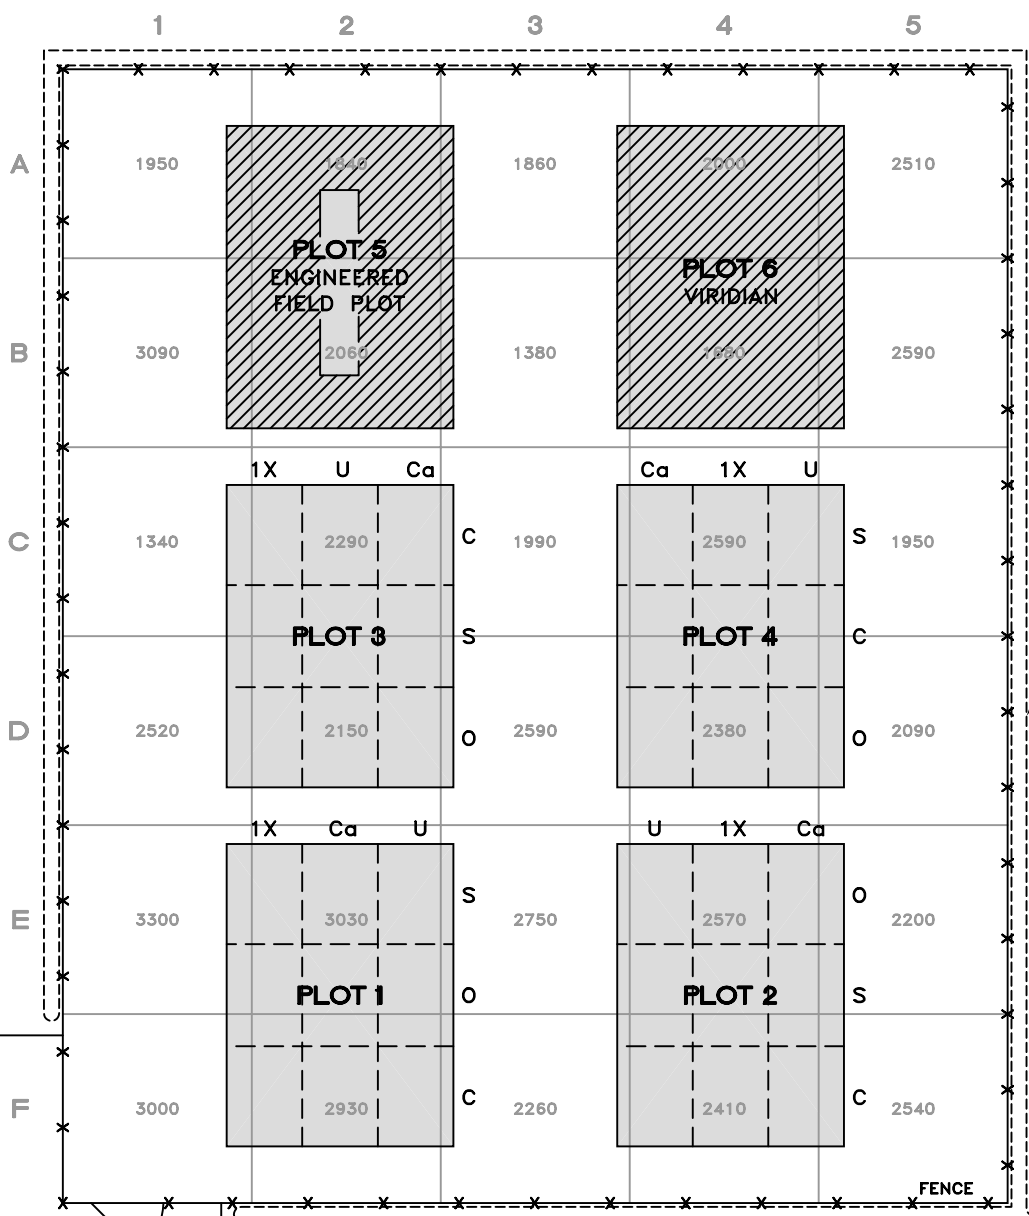 1 2 3 4 5
A 1950 1840 1860 2000 2510
PLOT 5
ENGINEERED
FIELD PLOT
PLOT 6
VIRIDIAN
B 3090 2060 1380 1680 2590
1X U Ca Ca 1X U
C 1340 2290 C 1990 2590 S 1950
PLOT 3 S PLOT 4 C
D 2520 2150 O 2590 2380 O 2090
1X Ca U U 1X Ca
S O
E 3300 3030 2750 2570 2200
PLOT 1 O PLOT 2 S
F 3000 2930 C 2260 2410 C 2540
FENCE